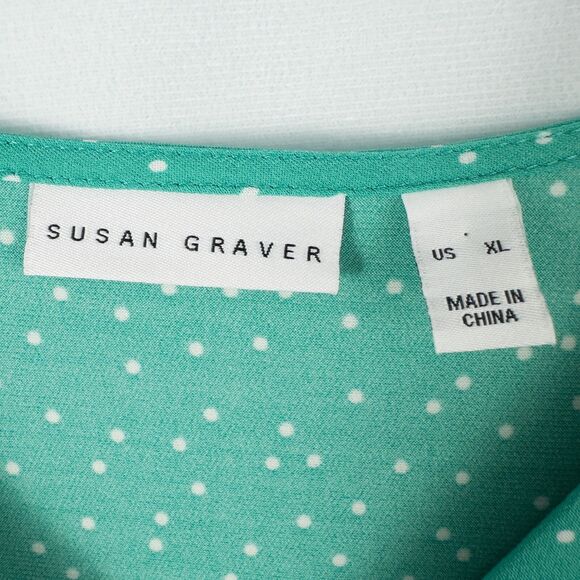 SUSAN GRAVER
US XL
MADE IN
CHINA